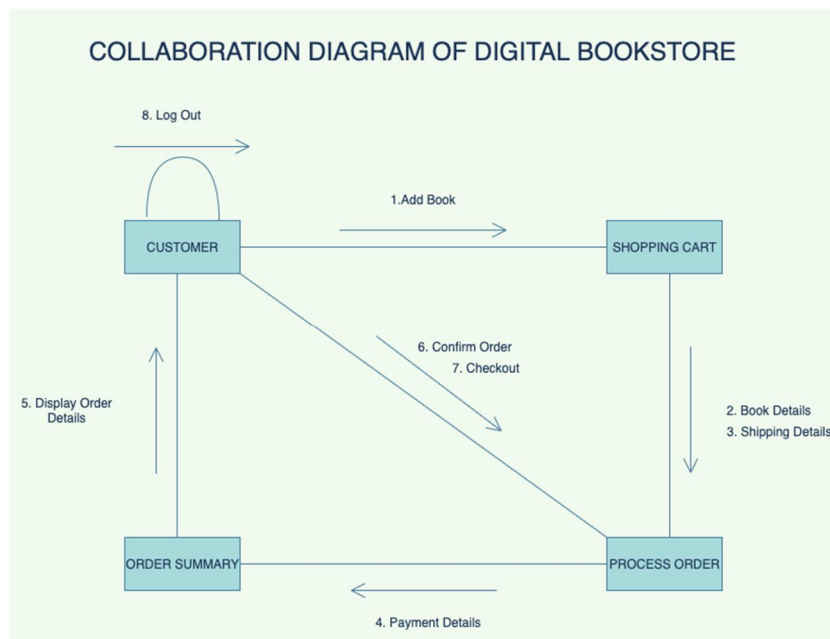 COLLABORATION DIAGRAM OF DIGITAL BOOKSTORE
8. Log Out
1.Add Book
CUSTOMER
SHOPPING CART
6. Confirm Order
7. Checkout
5. Display Order
Details
2. Book Details
3. Shipping Details
ORDER SUMMARY
PROCESS ORDER
4. Payment Details